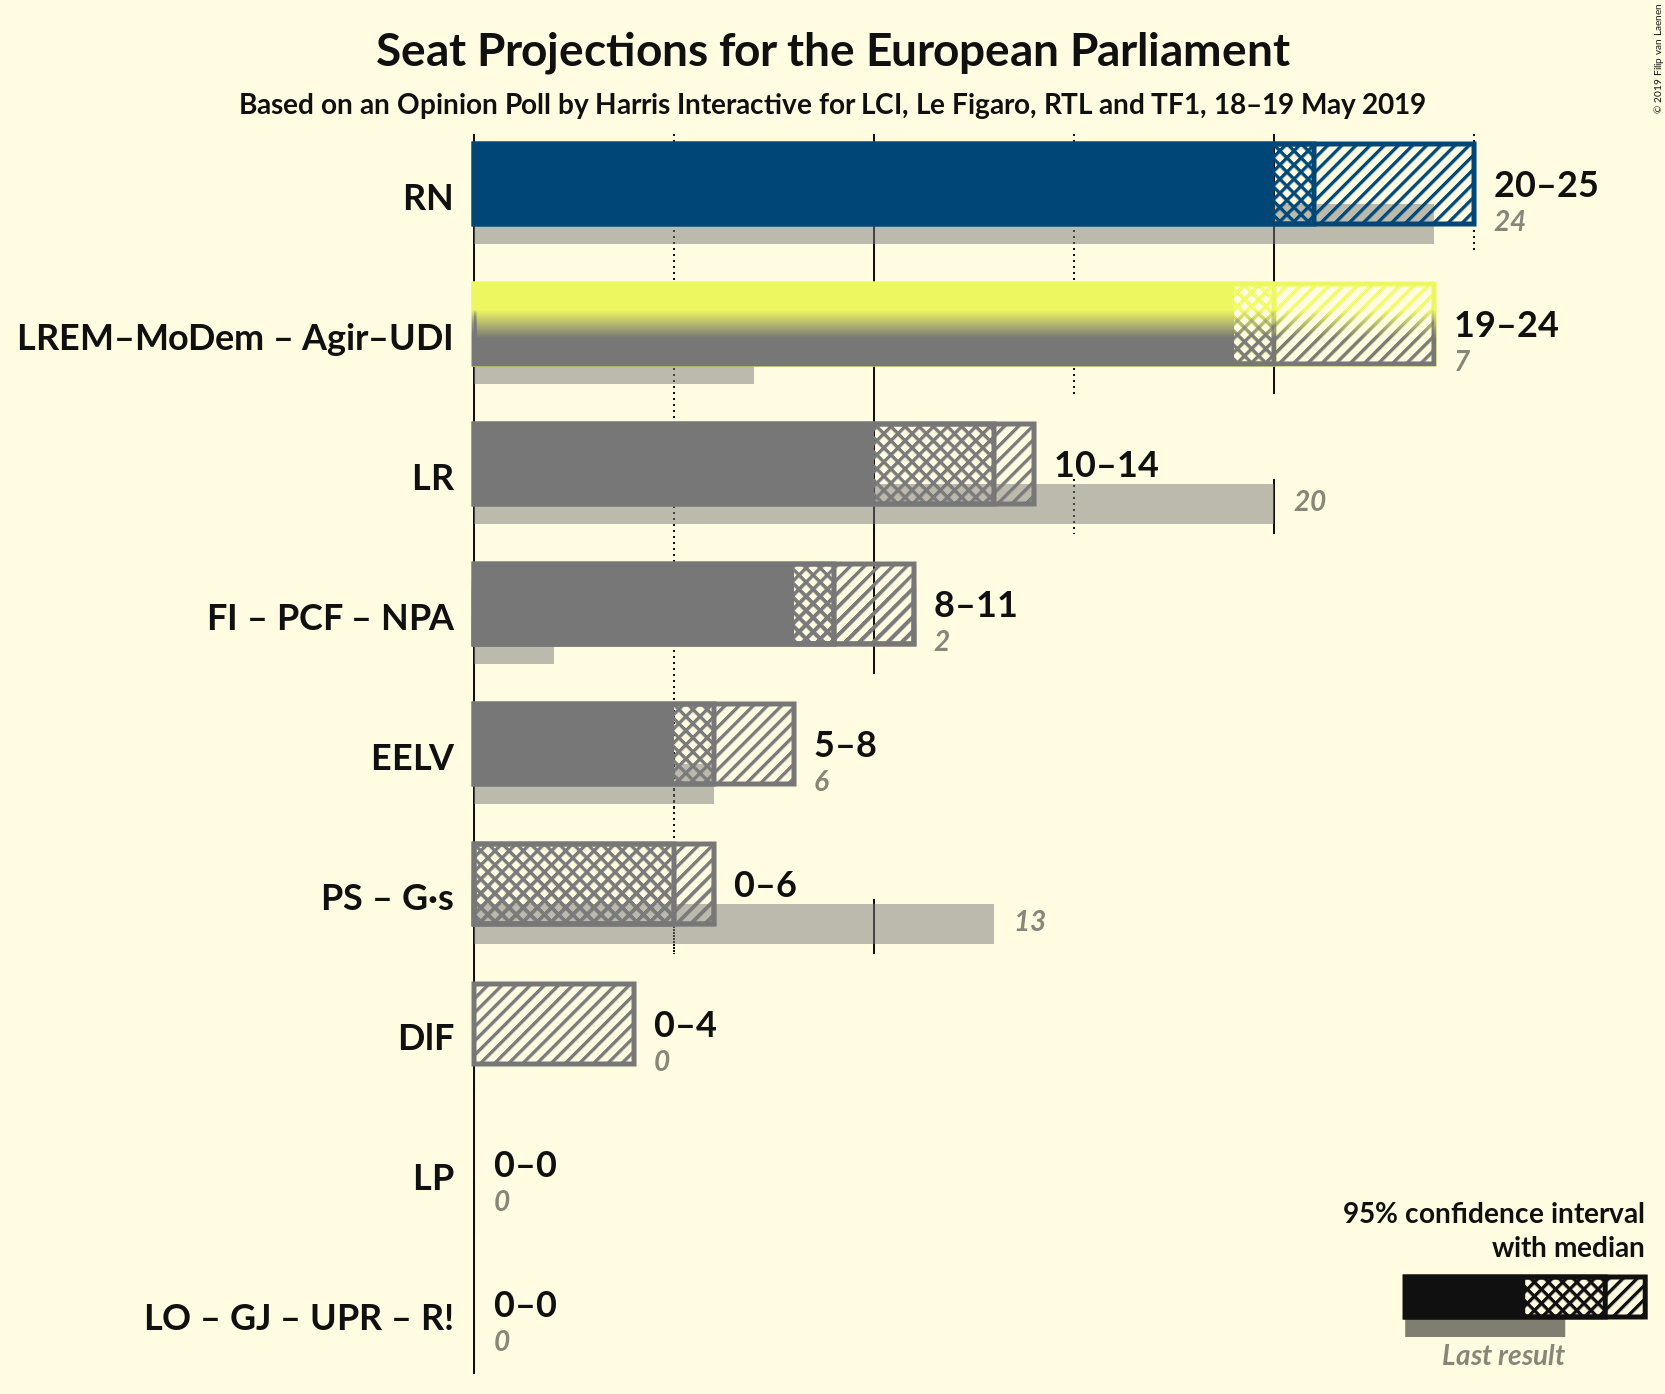 Seat Projections for the European Parliament
Based on an Opinion Poll by Harris Interactive for LCI, Le Figaro, RTL and TF1, 18–19 May 2019
© 2019 Filip van Laenen
RN
20–25
24
LREM–MoDem – Agir–UDI
19–24
7
LR
10–14
20
FI – PCF – NPA
8–11
2
EELV
5–8
6
PS – G·s
0–6
13
DlF
0–4
0
LP
0–0
0
LO – GJ – UPR – R!
0–0
0
95% confidence interval
with median
Last result